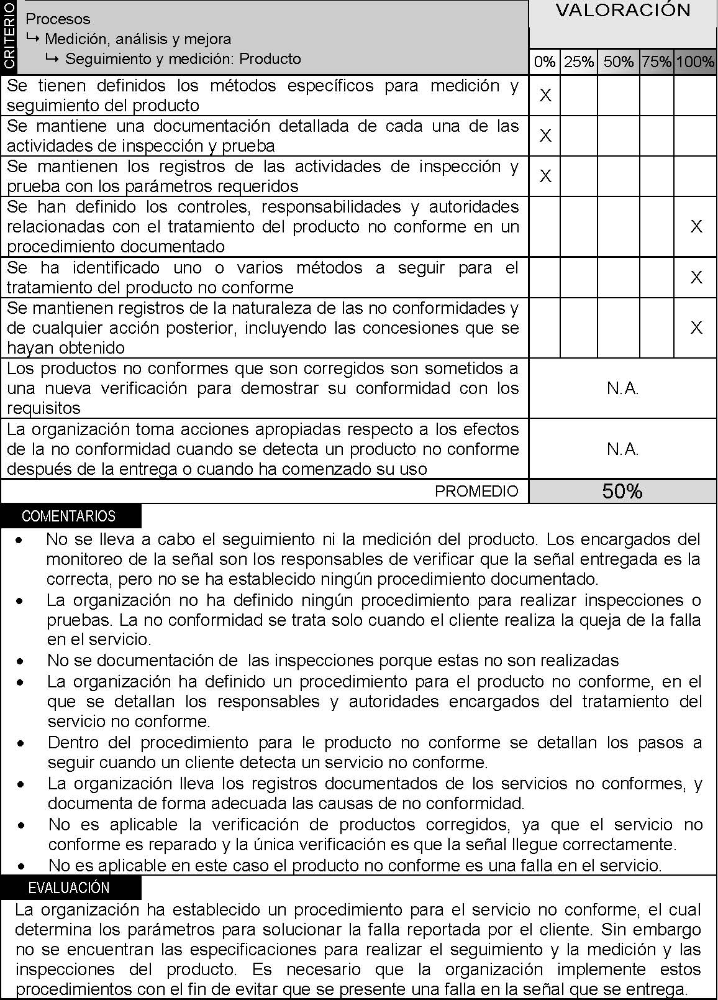 CRITERIO
Procesos
↳ Medición, análisis y mejora
↳ Seguimiento y medición: Producto
VALORACIÓN
0% 25% 50% 75% 100%
Se tienen definidos los métodos específicos para medición y
seguimiento del producto
X
Se mantiene una documentación detallada de cada una de las
actividades de inspección y prueba
X
Se mantienen los registros de las actividades de inspección y
prueba con los parámetros requeridos
X
Se han definido los controles, responsabilidades y autoridades
relacionadas con el tratamiento del producto no conforme en un
procedimiento documentado
X
Se ha identificado uno o varios métodos a seguir para el
tratamiento del producto no conforme
X
Se mantienen registros de la naturaleza de las no conformidades y
de cualquier acción posterior, incluyendo las concesiones que se
hayan obtenido
X
Los productos no conformes que son corregidos son sometidos a
una nueva verificación para demostrar su conformidad con los
requisitos
N.A.
La organización toma acciones apropiadas respecto a los efectos
de la no conformidad cuando se detecta un producto no conforme
después de la entrega o cuando ha comenzado su uso
N.A.
PROMEDIO 50%
COMENTARIOS
• No se lleva a cabo el seguimiento ni la medición del producto. Los encargados del
monitoreo de la señal son los responsables de verificar que la señal entregada es la
correcta, pero no se ha establecido ningún procedimiento documentado.
• La organización no ha definido ningún procedimiento para realizar inspecciones o
pruebas. La no conformidad se trata solo cuando el cliente realiza la queja de la falla
en el servicio.
• No se documentación de las inspecciones porque estas no son realizadas
• La organización ha definido un procedimiento para el producto no conforme, en el
que se detallan los responsables y autoridades encargados del tratamiento del
servicio no conforme.
• Dentro del procedimiento para le producto no conforme se detallan los pasos a
seguir cuando un cliente detecta un servicio no conforme.
• La organización lleva los registros documentados de los servicios no conformes, y
documenta de forma adecuada las causas de no conformidad.
• No es aplicable la verificación de productos corregidos, ya que el servicio no
conforme es reparado y la única verificación es que la señal llegue correctamente.
• No es aplicable en este caso el producto no conforme es una falla en el servicio.
EVALUACIÓN
La organización ha establecido un procedimiento para el servicio no conforme, el cual
determina los parámetros para solucionar la falla reportada por el cliente. Sin embargo
no se encuentran las especificaciones para realizar el seguimiento y la medición y las
inspecciones del producto. Es necesario que la organización implemente estos
procedimientos con el fin de evitar que se presente una falla en la señal que se entrega.